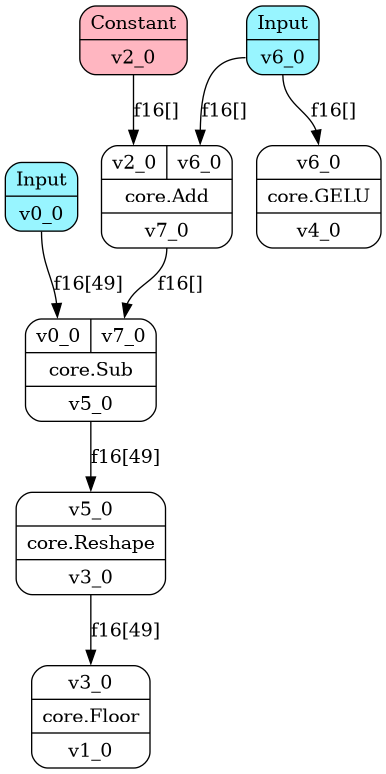 Constant
v2_0
Input
v6_0
f16[]
f16[]
f16[]
Input
v0_0
v2_0 v6_0
core.Add
v7_0
v6_0
core.GELU
v4_0
f16[49]
f16[]
v0_0 v7_0
core.Sub
v5_0
f16[49]
v5_0
core.Reshape
v3_0
f16[49]
v3_0
core.Floor
v1_0